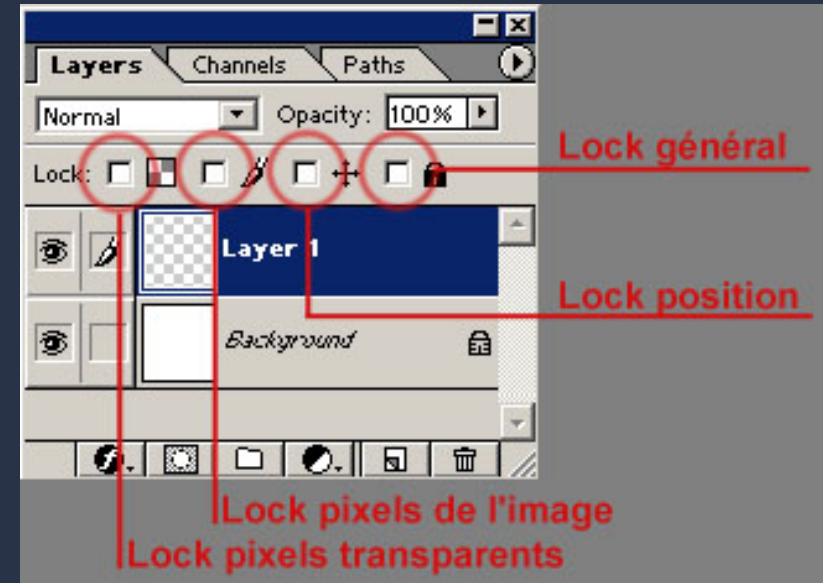 Layers Channels Paths
Normal Opacity: 100%
Lock:
Lock général
Layer 1
Lock position
Background
Lock pixels de l'image
Lock pixels transparents